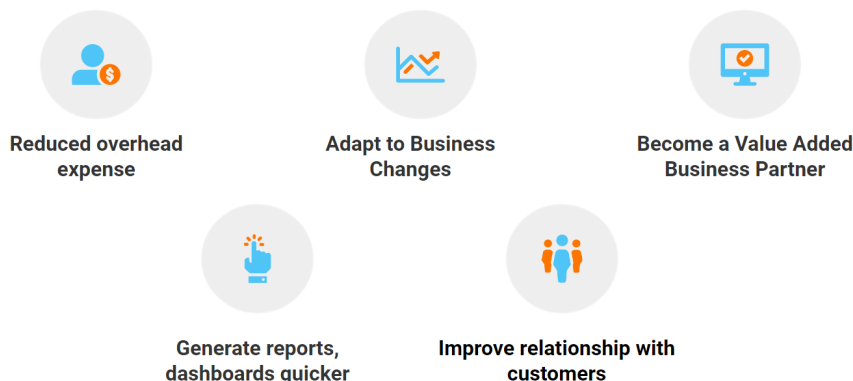 Reduced overhead
expense
Adapt to Business
Changes
Become a Value Added
Business Partner
Generate reports,
dashboards quicker
Improve relationship with
customers